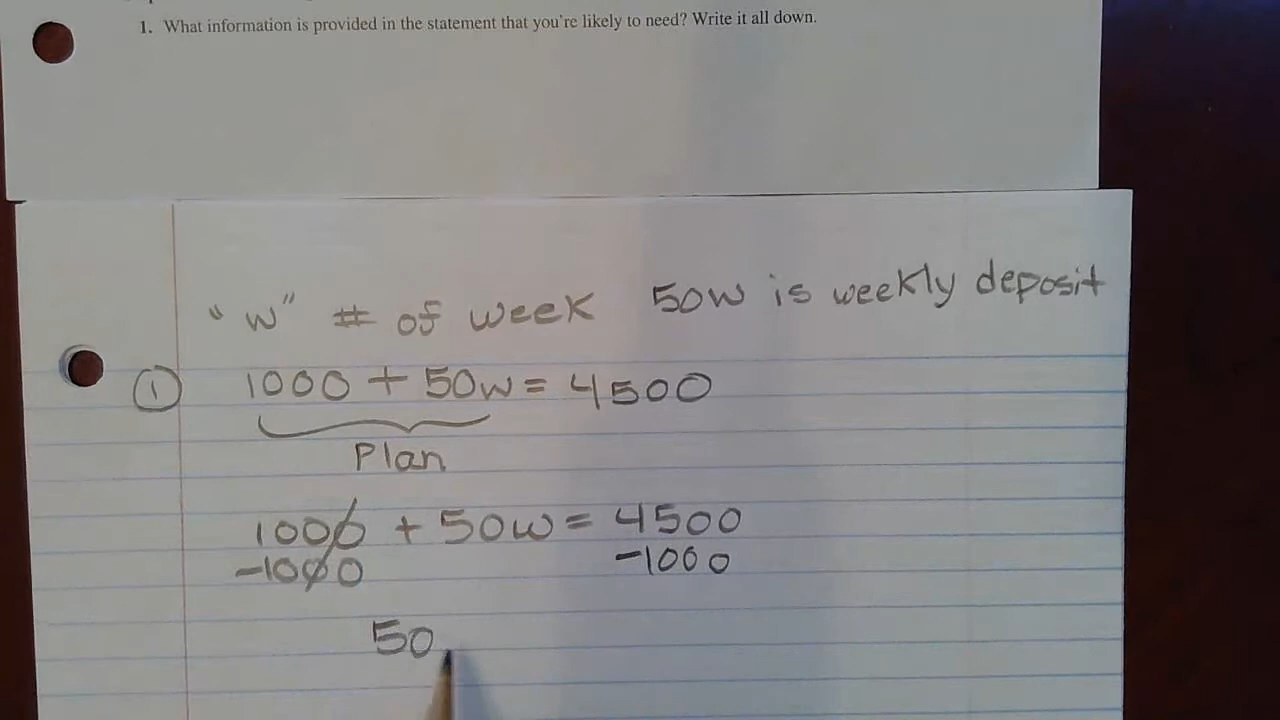 1. What information is provided in the statement that you're likely to need? Write it all down.
"w" # of week 50w is weekly deposit
① 1000 + 50w = 4500
Plan
1000 + 50w = 4500
-1000 -1000
50